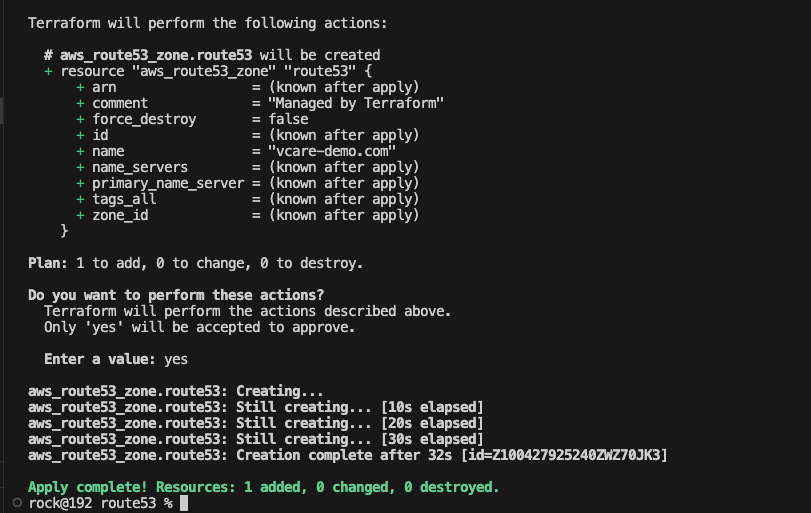 Terraform will perform the following actions:
# aws_route53_zone.route53 will be created
+ resource "aws_route53_zone" "route53" {
+ arn = (known after apply)
+ comment = "Managed by Terraform"
+ force_destroy = false
+ id = (known after apply)
+ name = "vcare-demo.com"
+ name_servers = (known after apply)
+ primary_name_server = (known after apply)
+ tags_all = (known after apply)
+ zone_id = (known after apply)
}
Plan: 1 to add, 0 to change, 0 to destroy.
Do you want to perform these actions?
Terraform will perform the actions described above.
Only 'yes' will be accepted to approve.
Enter a value: yes
aws_route53_zone.route53: Creating...
aws_route53_zone.route53: Still creating... [10s elapsed]
aws_route53_zone.route53: Still creating... [20s elapsed]
aws_route53_zone.route53: Still creating... [30s elapsed]
aws_route53_zone.route53: Creation complete after 32s [id=Z100427925240ZWZ70JK3]
Apply complete! Resources: 1 added, 0 changed, 0 destroyed.
rock@192 route53 %